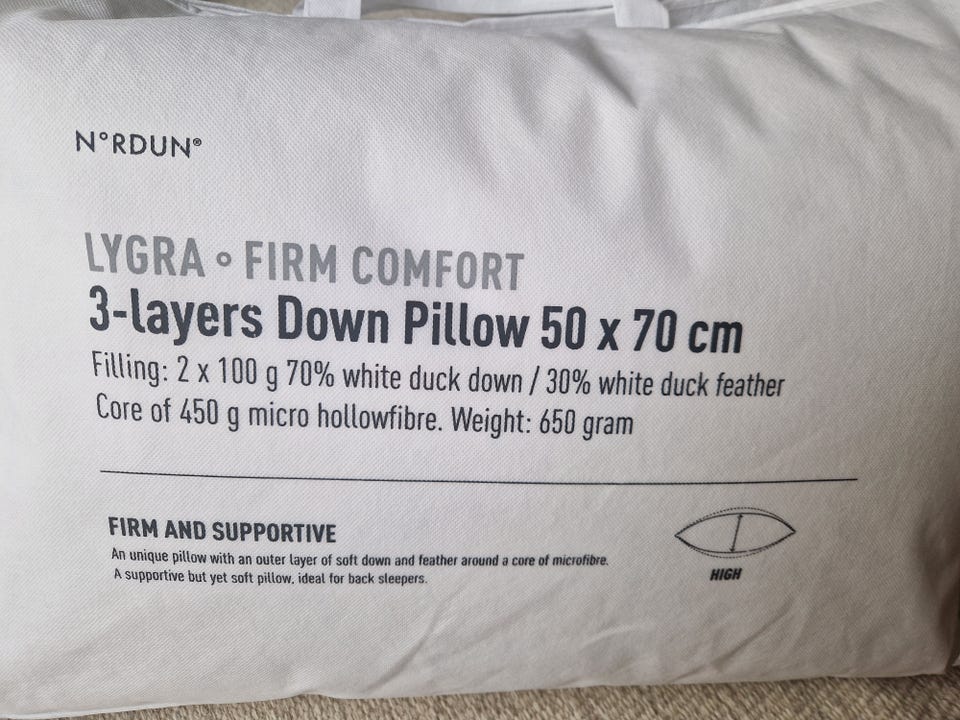 N°RDUN®
LYGRA ° FIRM COMFORT
3-layers Down Pillow 50 x 70 cm
Filling: 2 x 100 g 70% white duck down / 30% white duck feather
Core of 450 g micro hollowfibre. Weight: 650 gram
FIRM AND SUPPORTIVE
An unique pillow with an outer layer of soft down and feather around a core of microfibre.
A supportive but yet soft pillow, ideal for back sleepers.
HIGH